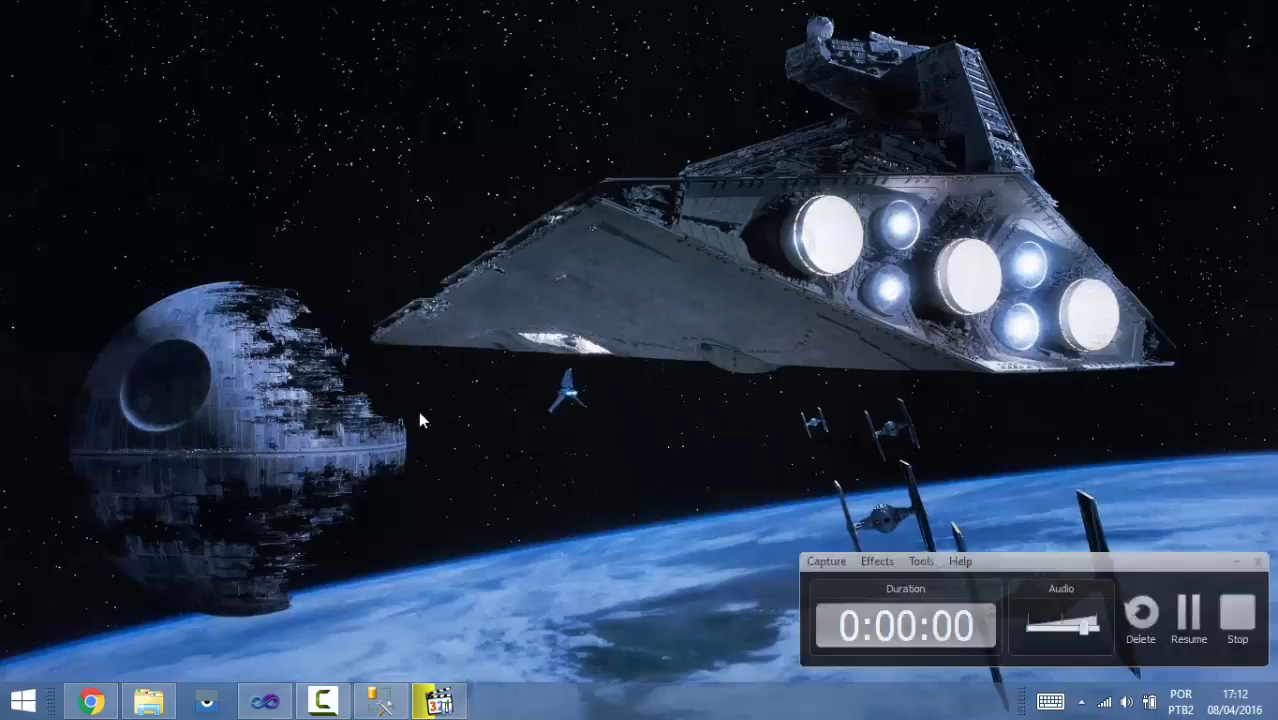 Capture Effects Tools Help
Duration
Audio
0:00:00
Delete
Resume
Stop
POR
PTB2
17:12
08/04/2016